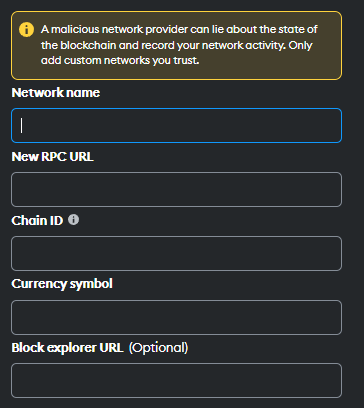 A malicious network provider can lie about the state of
the blockchain and record your network activity. Only
add custom networks you trust.
Network name
New RPC URL
Chain ID
Currency symbol
Block explorer URL (Optional)